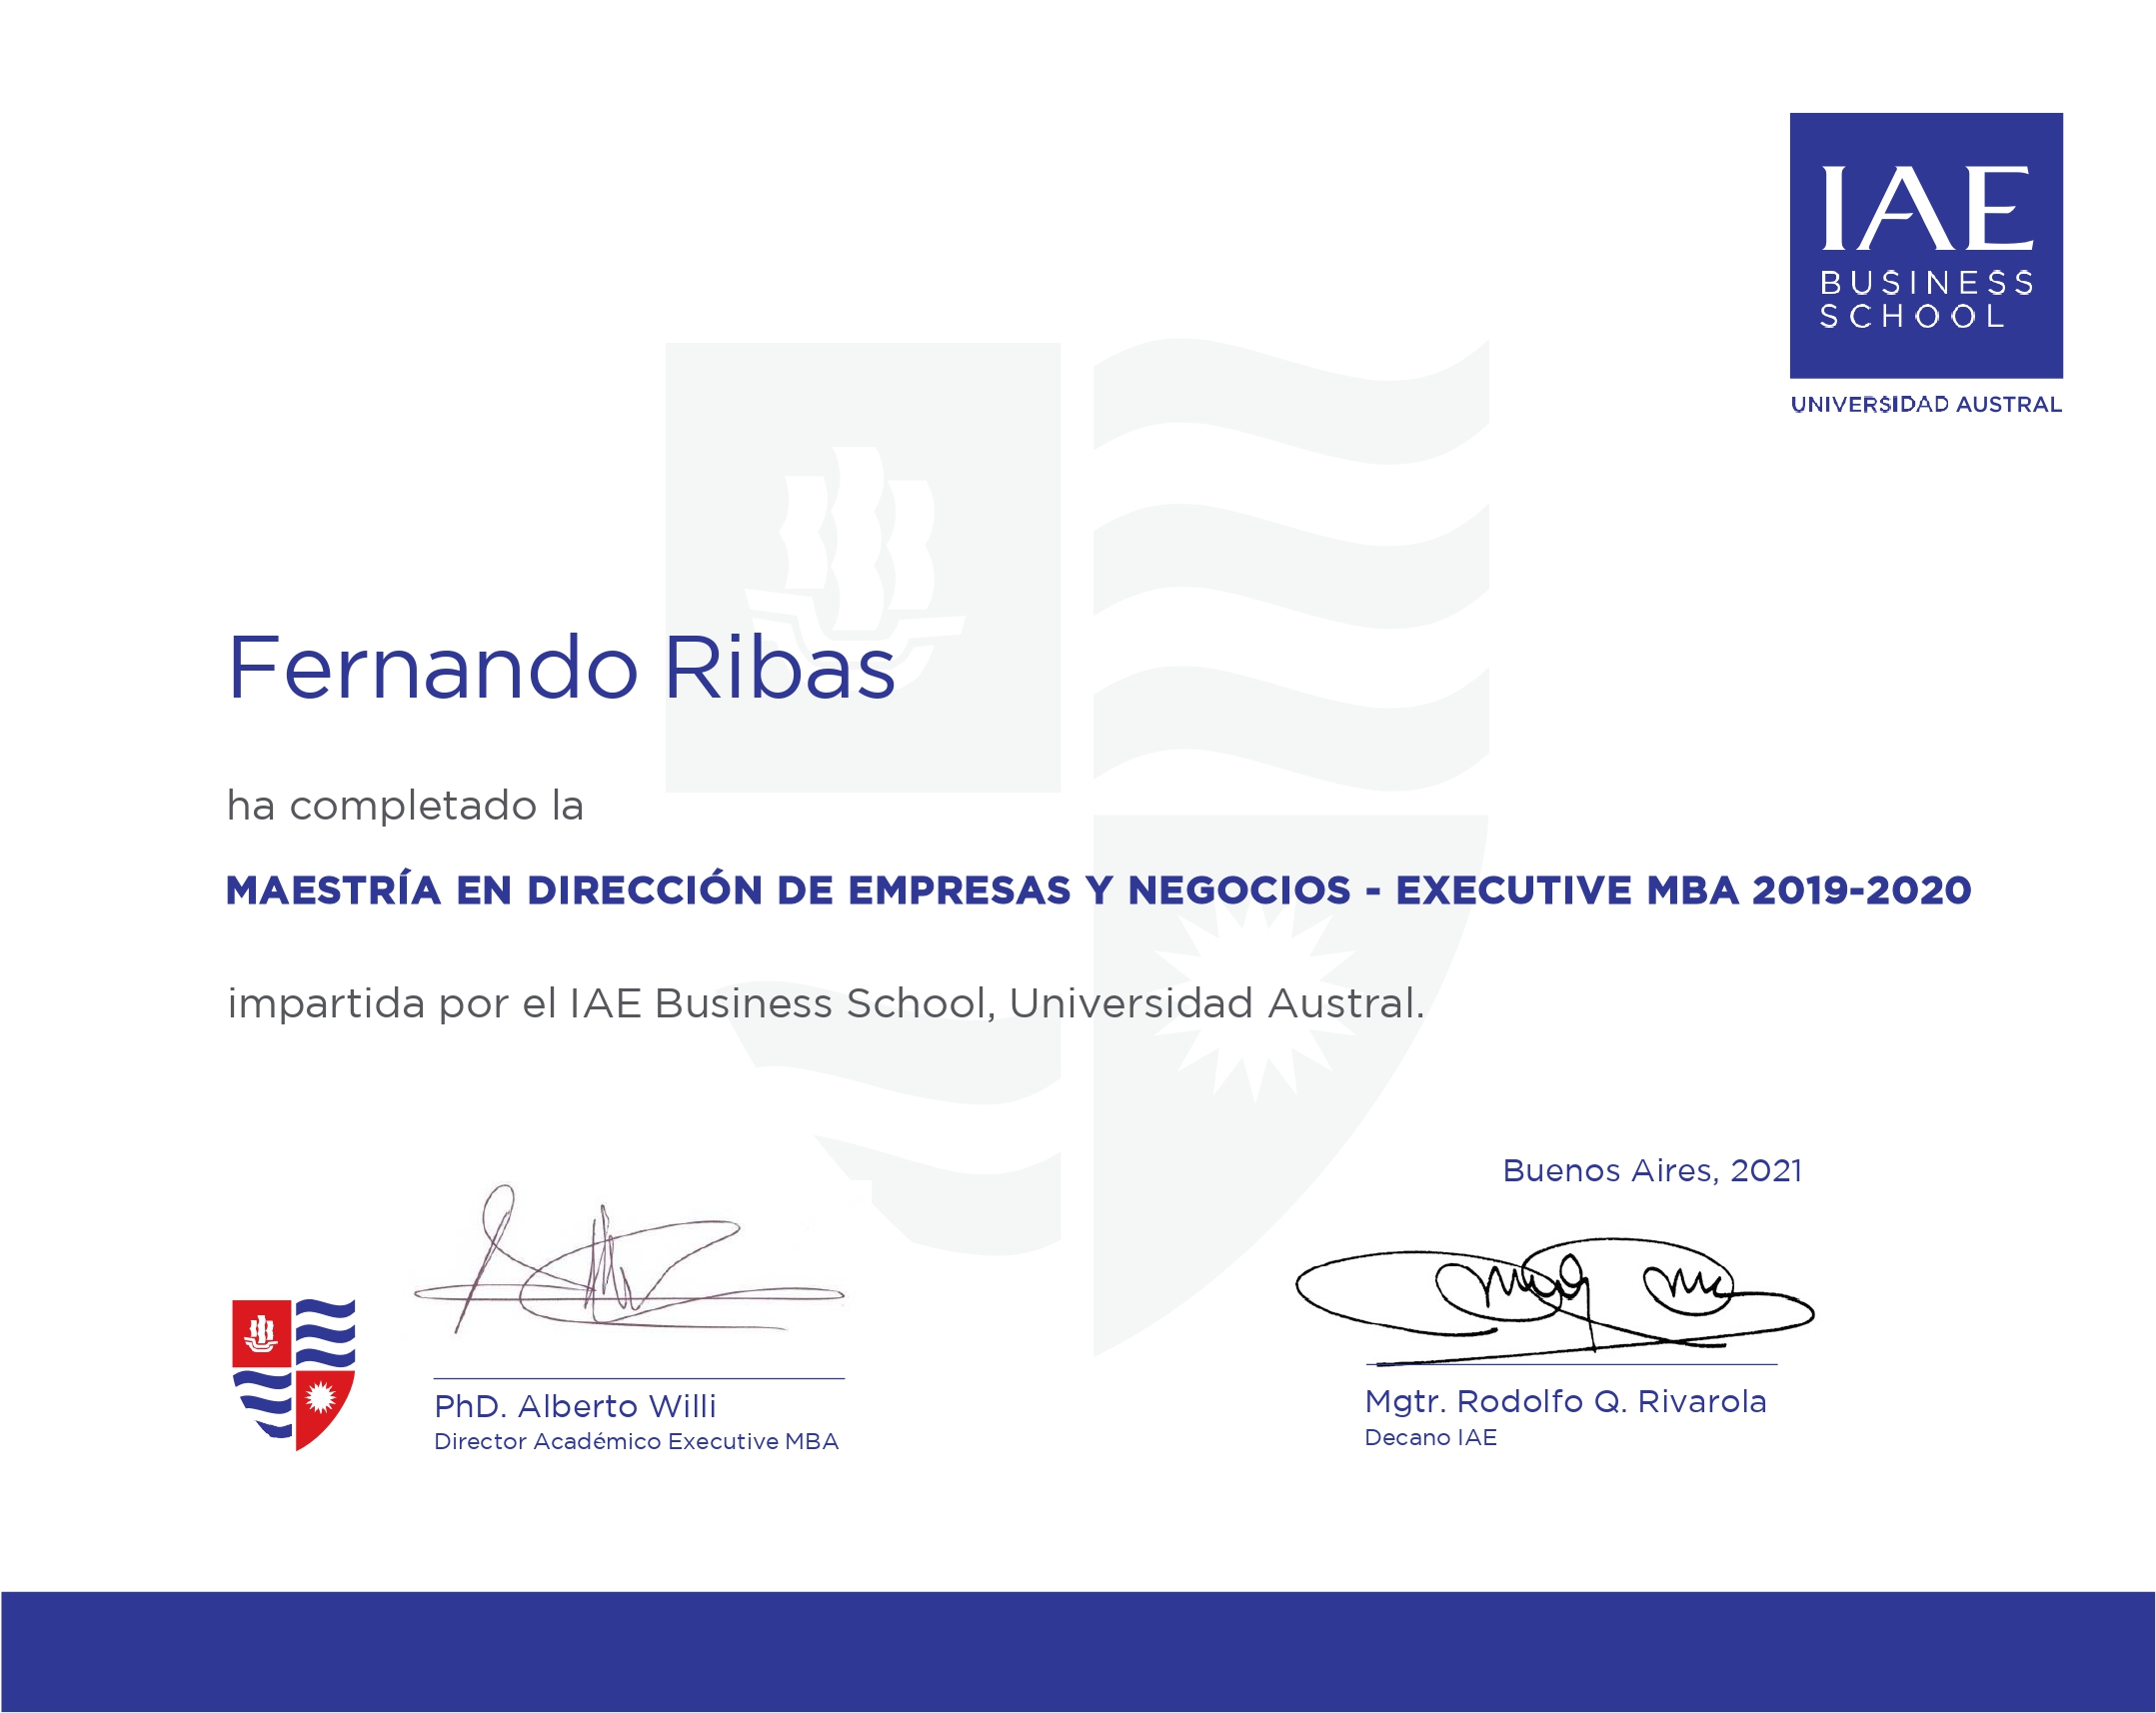 IAE
BUSINESS
SCHOOL
UNIVERSIDAD AUSTRAL
Fernando Ribas
ha completado la
MAESTRÍA EN DIRECCIÓN DE EMPRESAS Y NEGOCIOS - EXECUTIVE MBA 2019-2020
impartida por el IAE Business School, Universidad Austral.
Buenos Aires, 2021
PhD. Alberto Willi
Director Académico Executive MBA
Mgtr. Rodolfo Q. Rivarola
Decano IAE